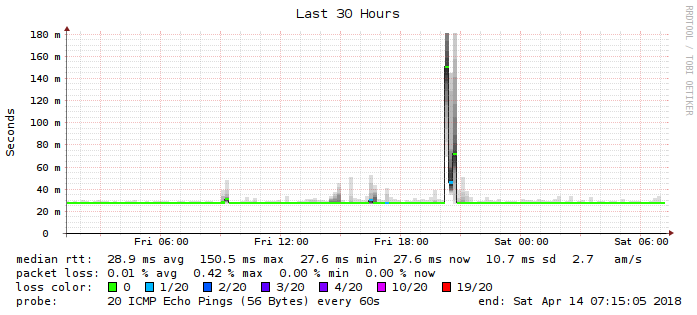 Last 30 Hours
RRDTOOL / TOBI OETIKER
Seconds
180 m
160 m
140 m
120 m
100 m
80 m
60 m
40 m
20 m
0
Fri 06:00 Fri 12:00 Fri 18:00 Sat 00:00 Sat 06:00
median rtt: 28.9 ms avg 150.5 ms max 27.6 ms min 27.6 ms now 10.7 ms sd 2.7 am/s
packet loss: 0.01 % avg 0.42 % max 0.00 % min 0.00 % now
loss color: 0 1/20 2/20 3/20 4/20 10/20 19/20
probe: 20 ICMP Echo Pings (56 Bytes) every 60s end: Sat Apr 14 07:15:05 2018